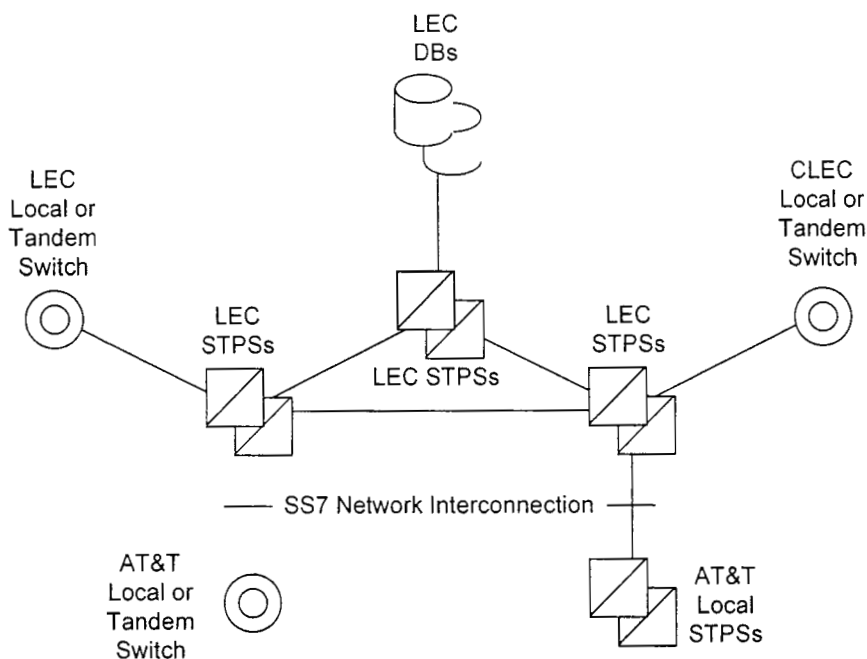 LEC
DBs
LEC
Local or
Tandem
Switch
CLEC
Local or
Tandem
Switch
LEC
STPSs
LEC STPSs
LEC
STPSs
SS7 Network Interconnection
AT&T
Local or
Tandem
Switch
AT&T
Local
STPSs